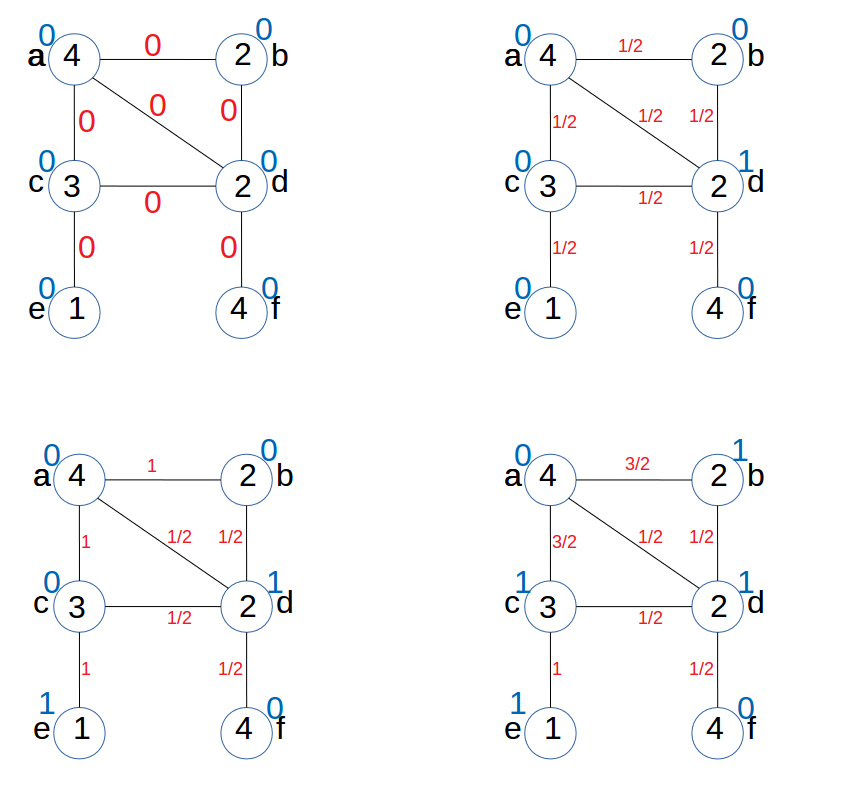 0 0 0 0
a 4 0 2 b a 4 1/2 2 b
0 0 0 1/2 1/2 1/2
0 0 0 1
c 3 2 d c 3 2 d
0 1/2
0 0 1/2 1/2
0 0 0 0
e 1 4 f e 1 4 f
0 0 0 1
a 4 1 2 b a 4 3/2 2 b
1 1/2 1/2 3/2 1/2 1/2
0 1 1 1
c 3 2 d c 3 2 d
1/2 1/2
1 1/2 1 1/2
1 0 1 0
e 1 4 f e 1 4 f